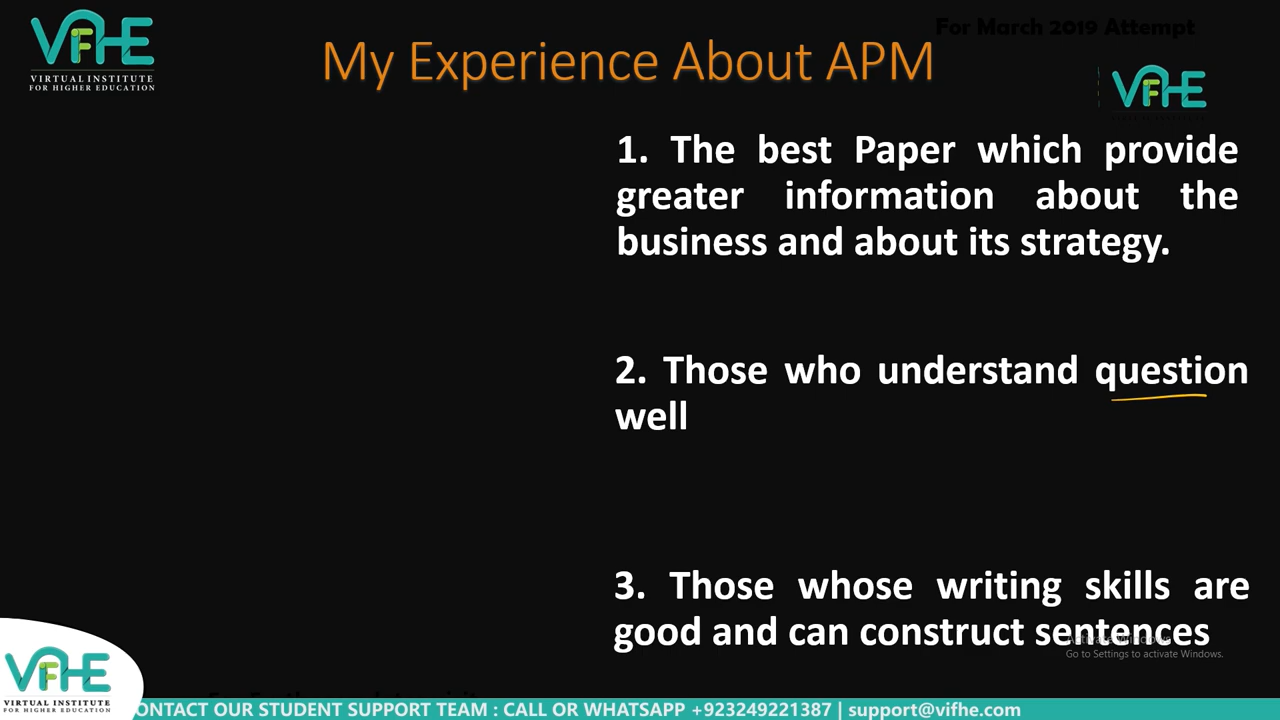 For March 2019 Attempt
VIFHE
VIRTUAL INSTITUTE
FOR HIGHER EDUCATION
My Experience About APM
VIFHE
1. The best Paper which provide
greater information about the
business and about its strategy.
2. Those who understand question
well
3. Those whose writing skills are
good and can construct sentences
Activate Windows
Go to Settings to activate Windows.
VIFHE
VIRTUAL INSTITUTE
FOR HIGHER EDUCATION
ONTACT OUR STUDENT SUPPORT TEAM : CALL OR WHATSAPP +923249221387 | support@vifhe.com